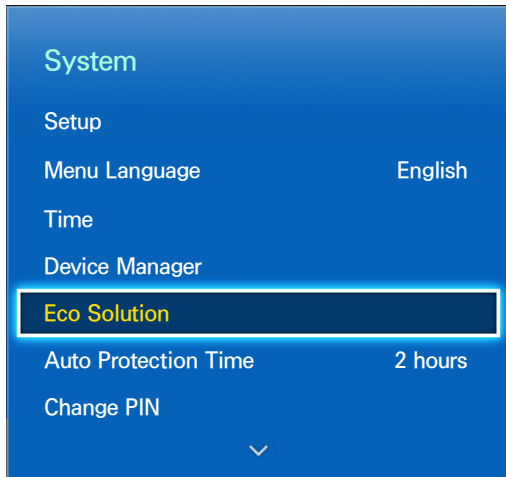 System
Setup
Menu Language English
Time
Device Manager
Eco Solution
Auto Protection Time 2 hours
Change PIN